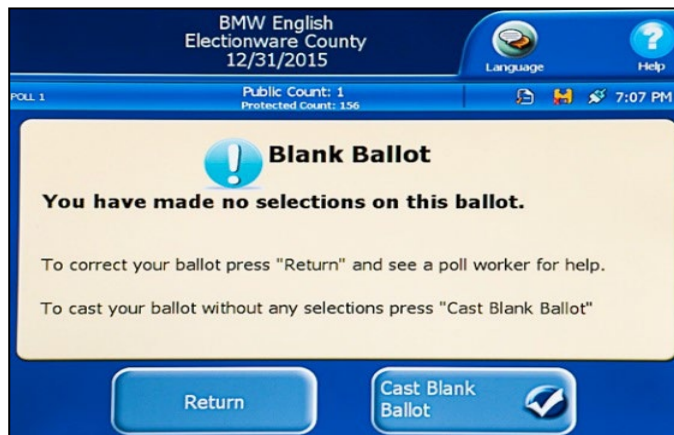 BMW English
Electionware County
12/31/2015
Language
Help
POLL 1
Public Count: 1
Protected Count: 156
7:07 PM
Blank Ballot
You have made no selections on this ballot.
To correct your ballot press "Return" and see a poll worker for help.
To cast your ballot without any selections press "Cast Blank Ballot"
Return
Cast Blank
Ballot